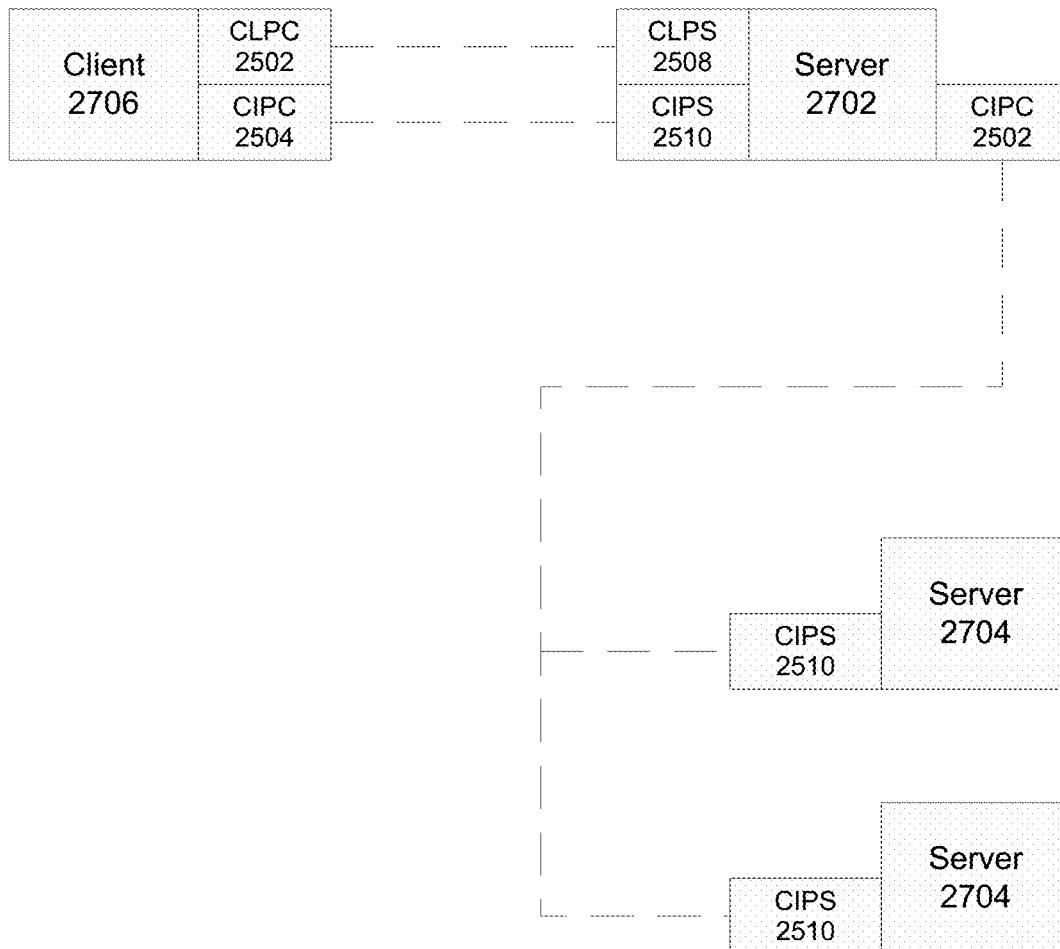 Client
2706
CLPC
2502
CIPC
2504
CLPS
2508
CIPS
2510
Server
2702
CIPC
2502
Server
2704
CIPS
2510
Server
2704
CIPS
2510